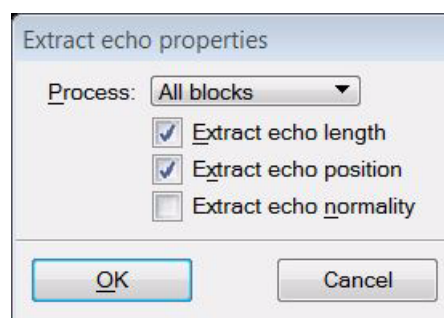 Extract echo properties
Process: All blocks
Extract echo length
Extract echo position
Extract echo normality
OK Cancel